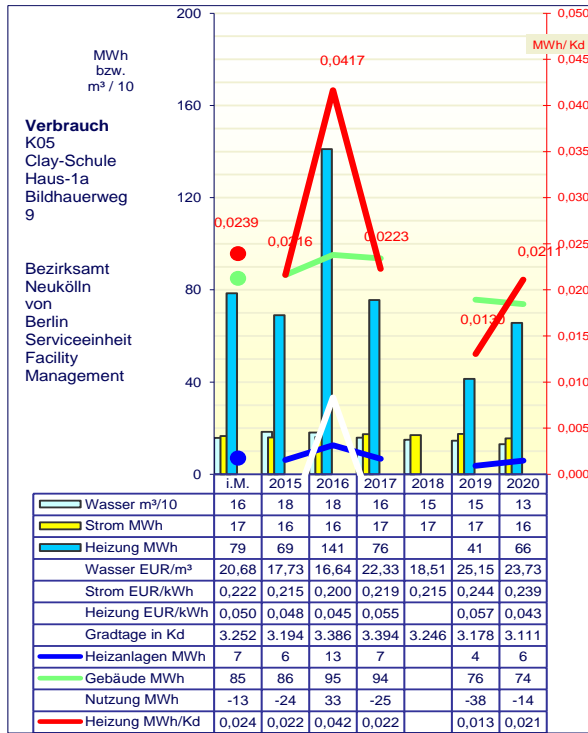 MWh
bzw.
m³ / 10
Verbrauch
K05
Clay-Schule
Haus-1a
Bildhauerweg
9
Bezirksamt
Neukölln
von
Berlin
Serviceeinheit
Facility
Management
200
160
120
80
40
0
0,050
MWh/Kd
0,045
0,040
0,035
0,030
0,025
0,020
0,015
0,010
0,005
0,000
0,0239
0,0216
0,0417
0,0223
0,0130
0,0211
i.M. 2015 2016 2017 2018 2019 2020
Wasser m³/10 16 18 18 16 15 15 13
Strom MWh 17 16 16 17 17 17 16
Heizung MWh 79 69 141 76 41 66
Wasser EUR/m³ 20,68 17,73 16,64 22,33 18,51 25,15 23,73
Strom EUR/kWh 0,222 0,215 0,200 0,219 0,215 0,244 0,239
Heizung EUR/kWh 0,050 0,048 0,045 0,055 0,057 0,043
Gradtage in Kd 3.252 3.194 3.386 3.394 3.246 3.178 3.111
Heizanlagen MWh 7 6 13 7 4 6
Gebäude MWh 85 86 95 94 76 74
Nutzung MWh -13 -24 33 -25 -38 -14
Heizung MWh/Kd 0,024 0,022 0,042 0,022 0,013 0,021